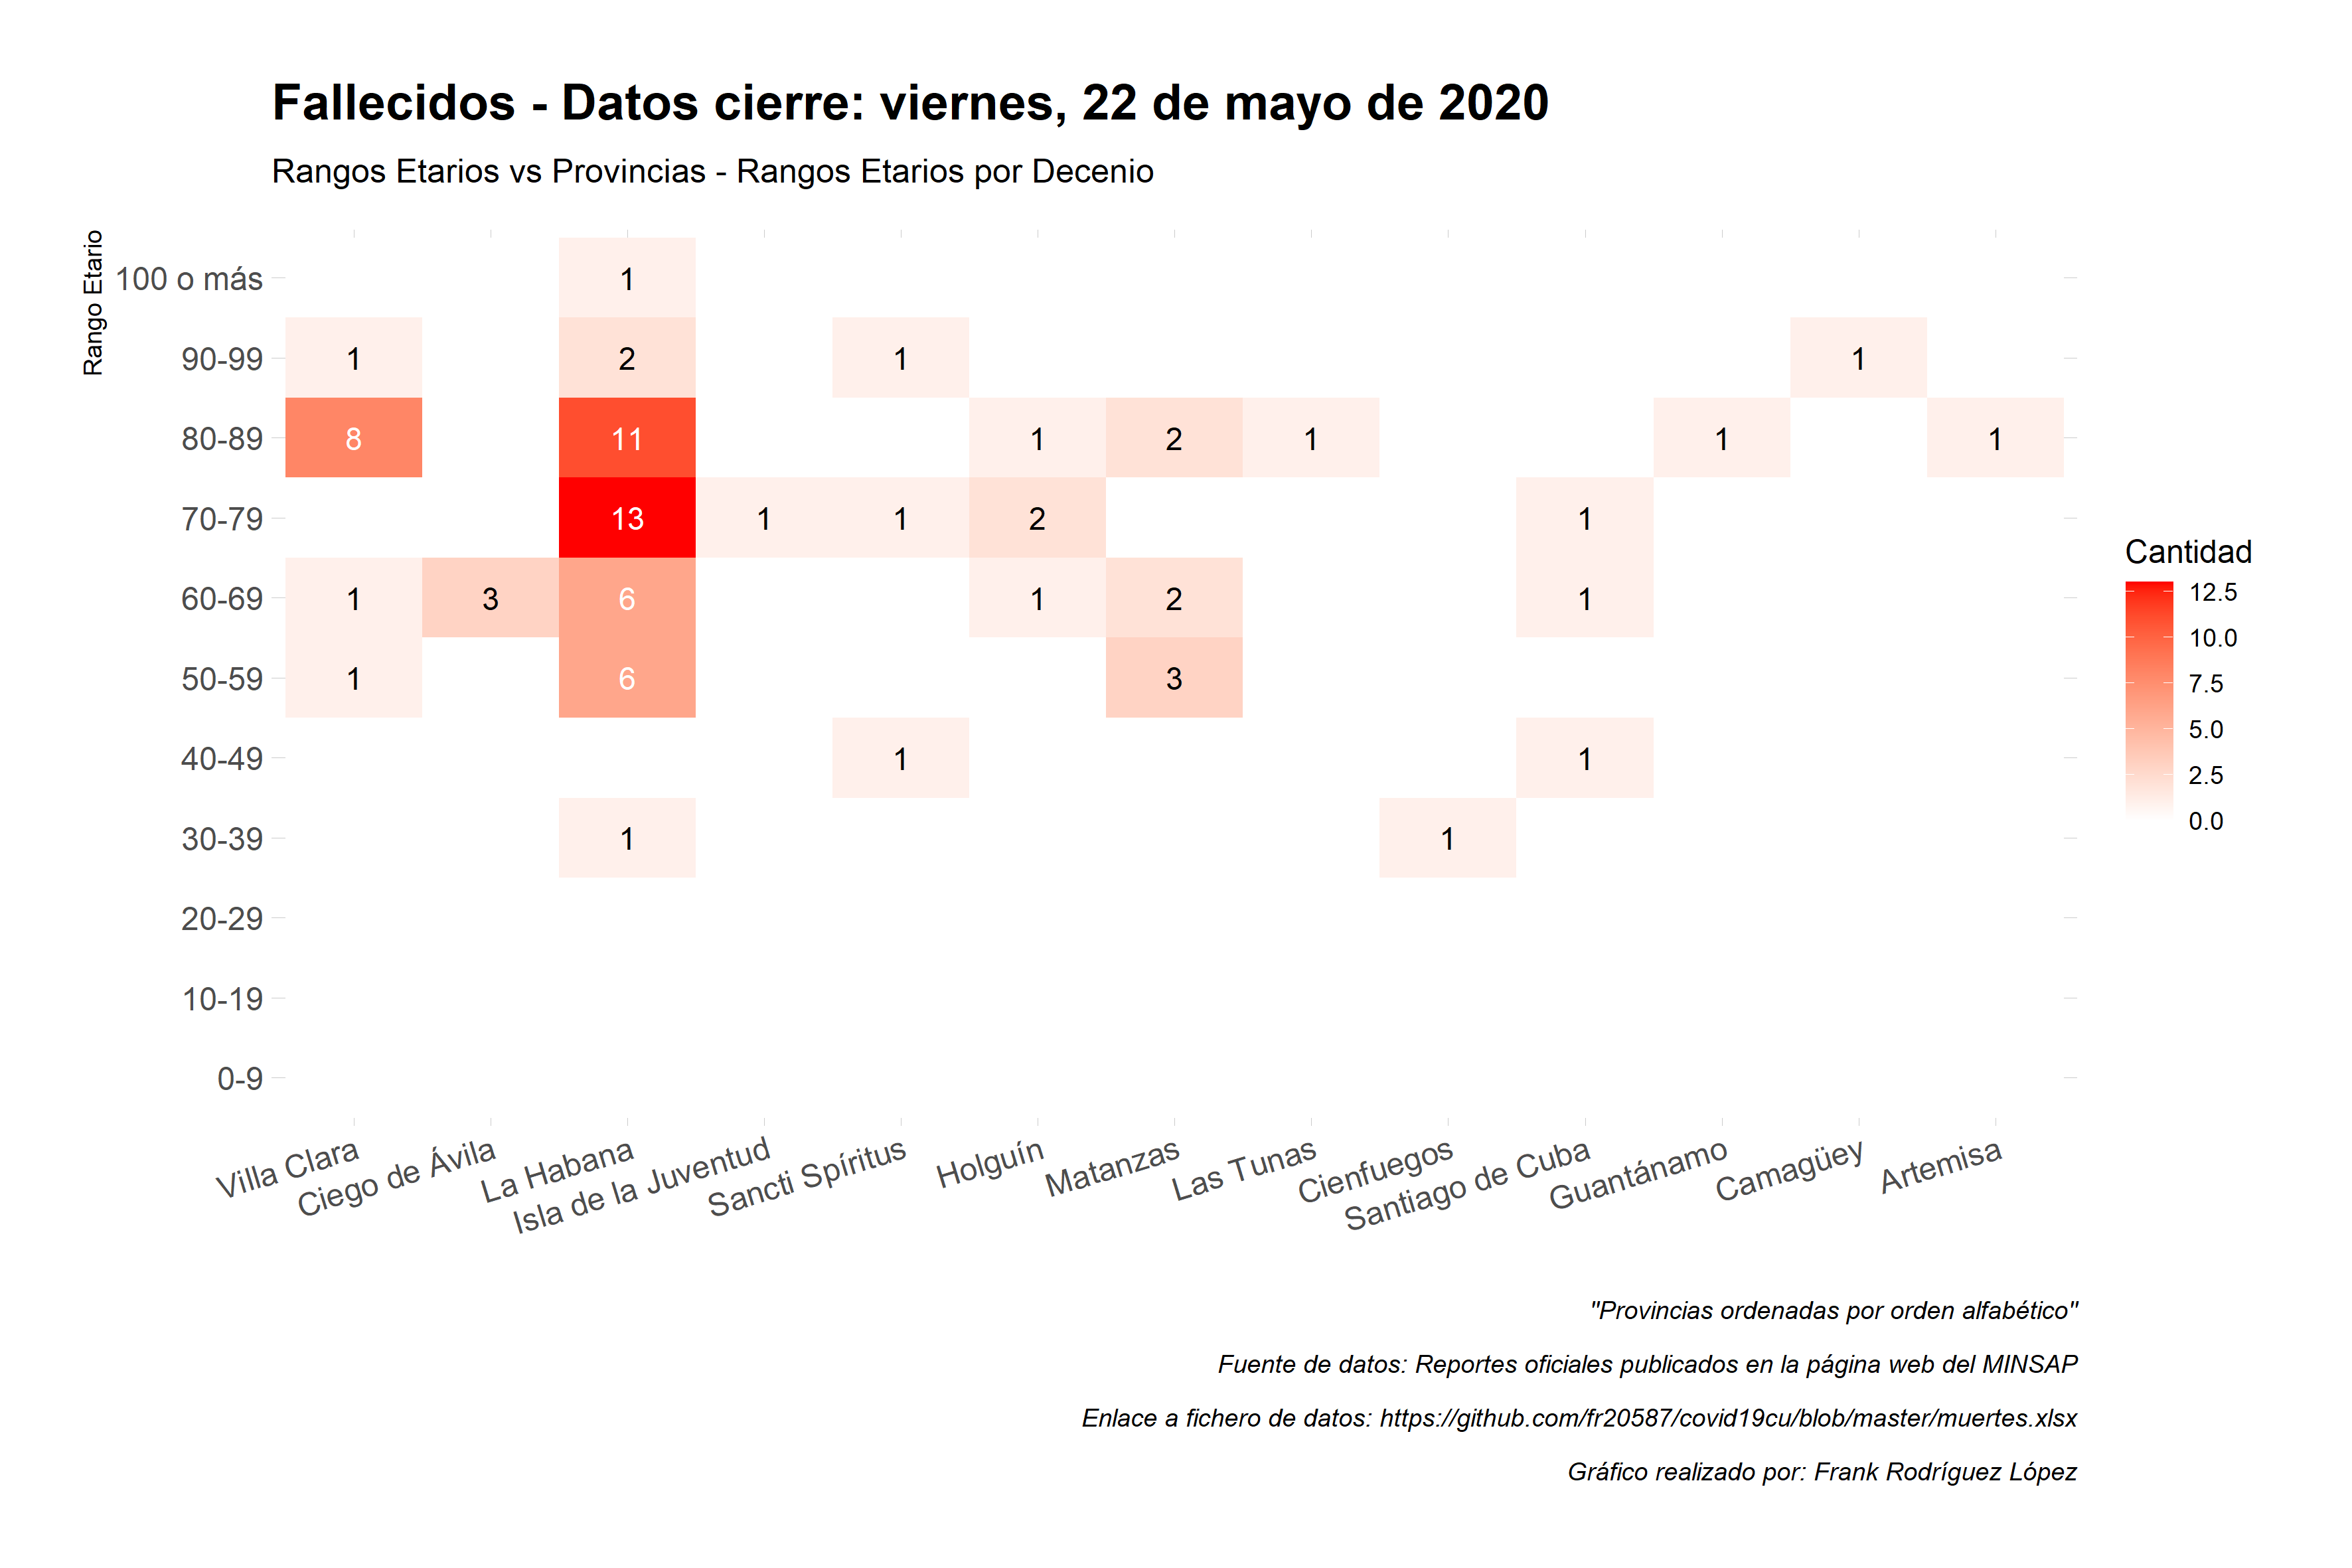 Fallecidos - Datos cierre: viernes, 22 de mayo de 2020
Rangos Etarios vs Provincias - Rangos Etarios por Decenio
Rango Etario
100 o más 1
90-99 1 2 1 1
80-89 8 11 1 2 1 1 1
70-79 13 1 1 2 1
60-69 1 3 6 1 2 1
50-59 1 6 3
40-49 1 1
30-39 1 1
20-29
10-19
0-9
Villa Clara
Ciego de Ávila
La Habana
Isla de la Juventud
Sancti Spíritus
Holguín
Matanzas
Las Tunas
Cienfuegos
Santiago de Cuba
Guantánamo
Camagüey
Artemisa
Cantidad
12.5
10.0
7.5
5.0
2.5
0.0
"Provincias ordenadas por orden alfabético"
Fuente de datos: Reportes oficiales publicados en la página web del MINSAP
Enlace a fichero de datos: https://github.com/fr20587/covid19cu/blob/master/muertes.xlsx
Gráfico realizado por: Frank Rodríguez López